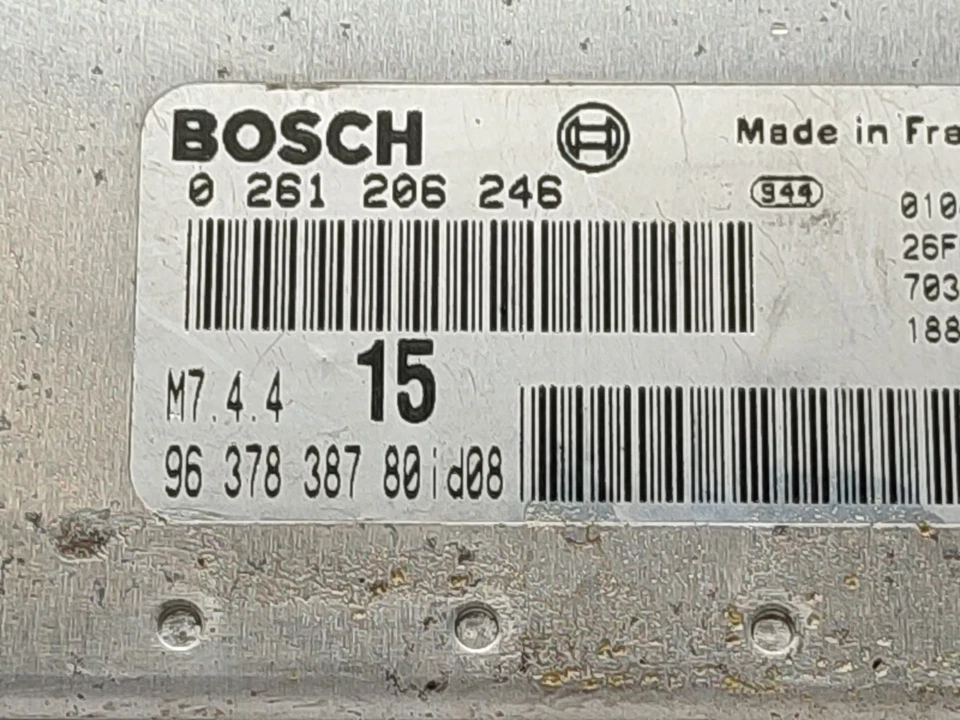 BOSCH
Made in Fra
0 261 206 246
944
010
26F
703
188
M7.4.4
15
96 378 387 80id08